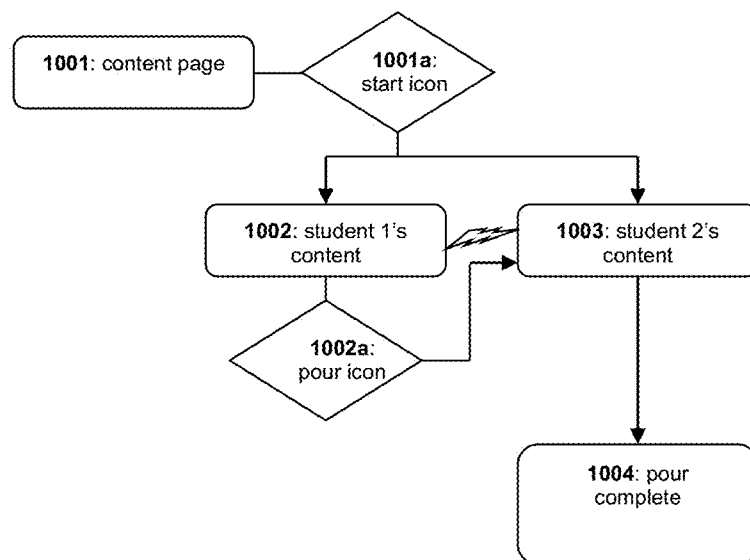 1001: content page
1001a:
start icon
1002: student 1's
content
1003: student 2's
content
1002a:
pour icon
1004: pour
complete